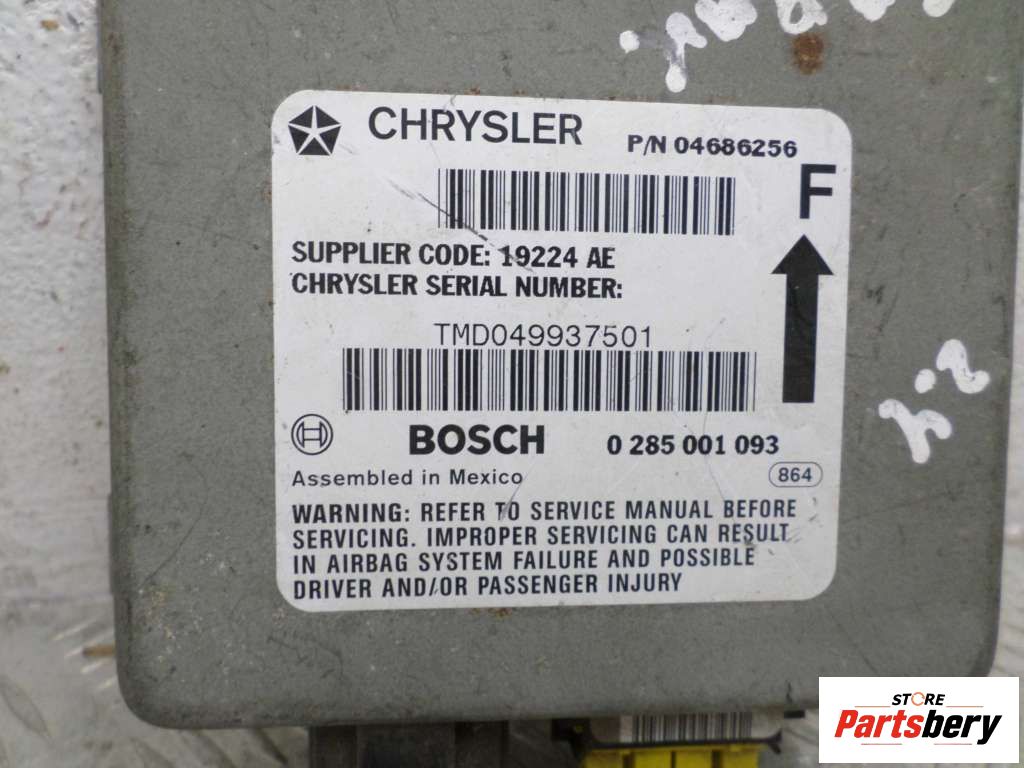 CHRYSLER P/N 04686256
F
SUPPLIER CODE: 19224 AE
CHRYSLER SERIAL NUMBER:
TMD049937501
BOSCH 0 285 001 093
Assembled in Mexico 864
WARNING: REFER TO SERVICE MANUAL BEFORE
SERVICING. IMPROPER SERVICING CAN RESULT
IN AIRBAG SYSTEM FAILURE AND POSSIBLE
DRIVER AND/OR PASSENGER INJURY
STORE
Partsbery